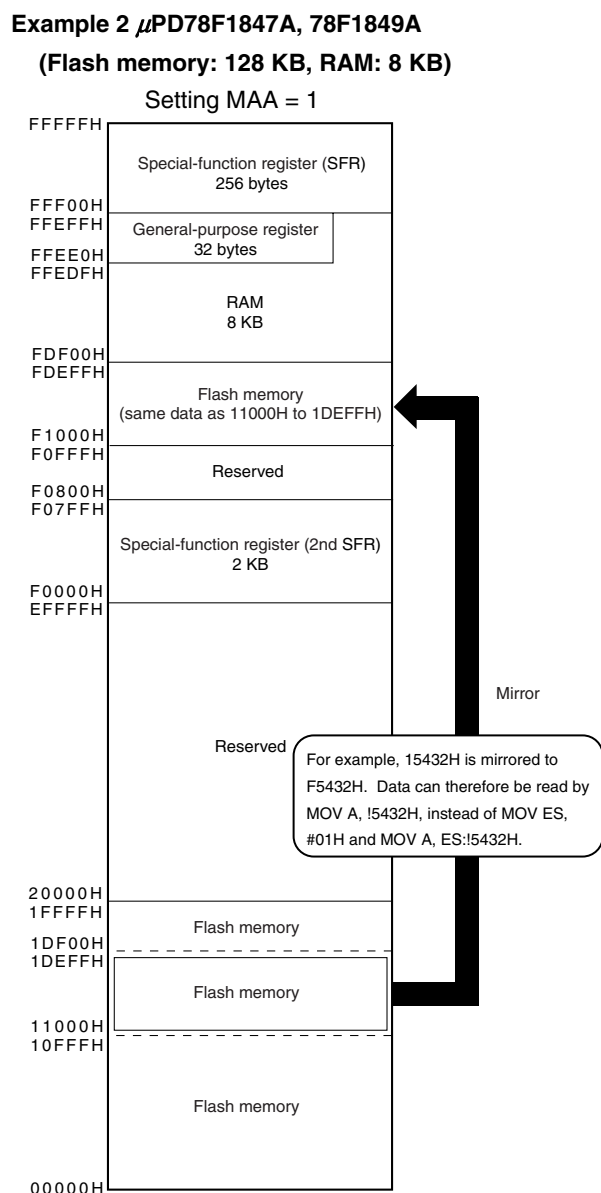 Example 2 μPD78F1847A, 78F1849A
(Flash memory: 128 KB, RAM: 8 KB)
Setting MAA = 1
FFFFFH
Special-function register (SFR)
256 bytes
FFF00H
FFEFFH
General-purpose register
32 bytes
FFEE0H
FFEDFH
RAM
8 KB
FDF00H
FDEFFH
Flash memory
(same data as 11000H to 1DEFFH)
F1000H
F0FFFH
Reserved
F0800H
F07FFH
Special-function register (2nd SFR)
2 KB
F0000H
EFFFFH
Mirror
Reserved
For example, 15432H is mirrored to
F5432H. Data can therefore be read by
MOV A, !5432H, instead of MOV ES,
#01H and MOV A, ES:!5432H.
20000H
1FFFFH
Flash memory
1DF00H
1DEFFH
Flash memory
11000H
10FFFH
Flash memory
00000H